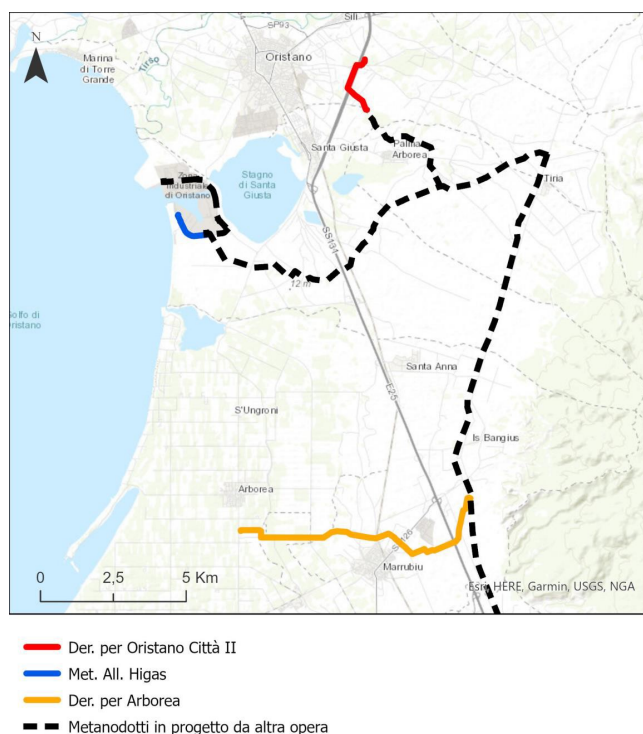 Sili
SP93
N
Oristano
Marina
di Torre
Grande
Tirso
Santa Giusta
Palmas
Arborea
Zona
Industriale
di Oristano
Stagno
di Santa
Giusta
Tiria
SS131
12 m
Golfo di
Oristano
Santa Anna
E25
S'Ungroni
Is Bangius
Arborea
SS126
Marrubiu
0 2,5 5 Km
Esri, HERE, Garmin, USGS, NGA
Der. per Oristano Città II
Met. All. Higas
Der. per Arborea
Metanodotti in progetto da altra opera